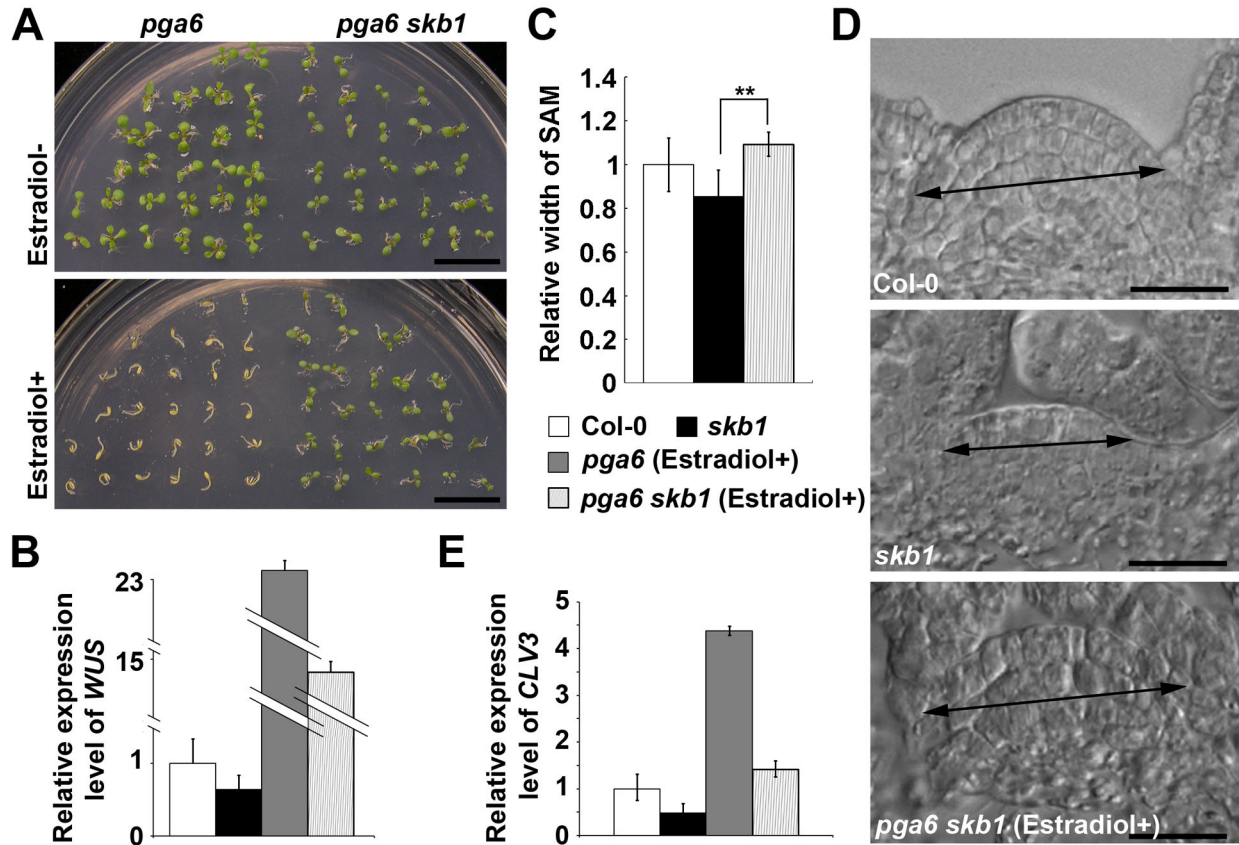 A
pga6
pga6 skb1
Estradiol-
Estradiol+
B
Relative expression
level of WUS
23
15
1
0
C
Relative width of SAM
1.4
1.2
1
0.8
0.6
0.4
0.2
0
**
Col-0
skb1
pga6 (Estradiol+)
pga6 skb1 (Estradiol+)
E
Relative expression
level of CLV3
5
4
3
2
1
0
D
Col-0
skb1
pga6 skb1 (Estradiol+)